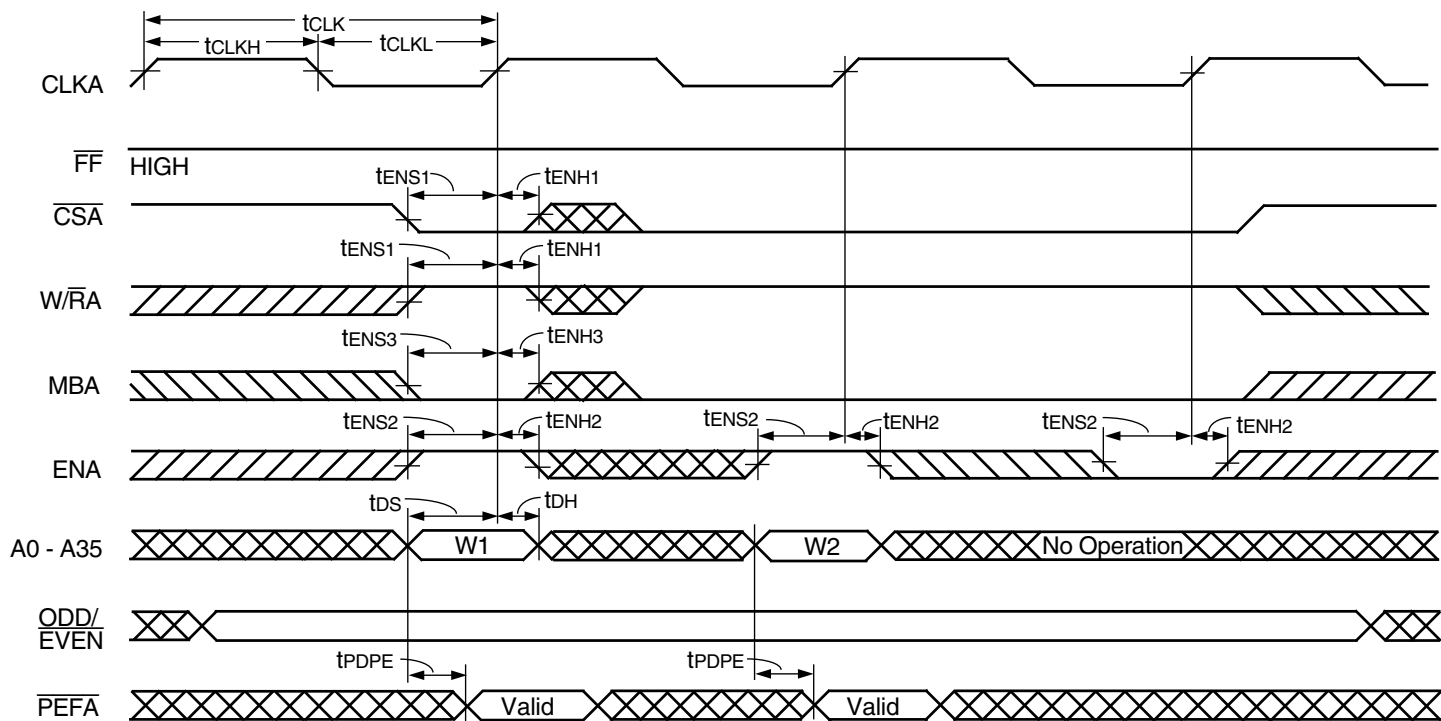 tCLK
tCLKH
tCLKL
CLKA
FF
HIGH
tENS1
tENH1
CSA
tENS1
tENH1
W/RA
tENS3
tENH3
MBA
tENS2
tENH2
tENS2
tENH2
tENS2
tENH2
ENA
tDS
tDH
A0 - A35
W1
W2
No Operation
ODD/
EVEN
tPDPE
tPDPE
PEFA
Valid
Valid